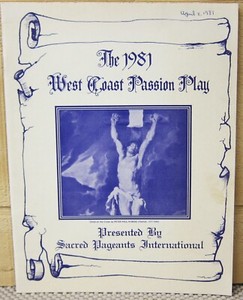 The 1981
West Coast Passion Play
Presented By
Sacred Pageants International